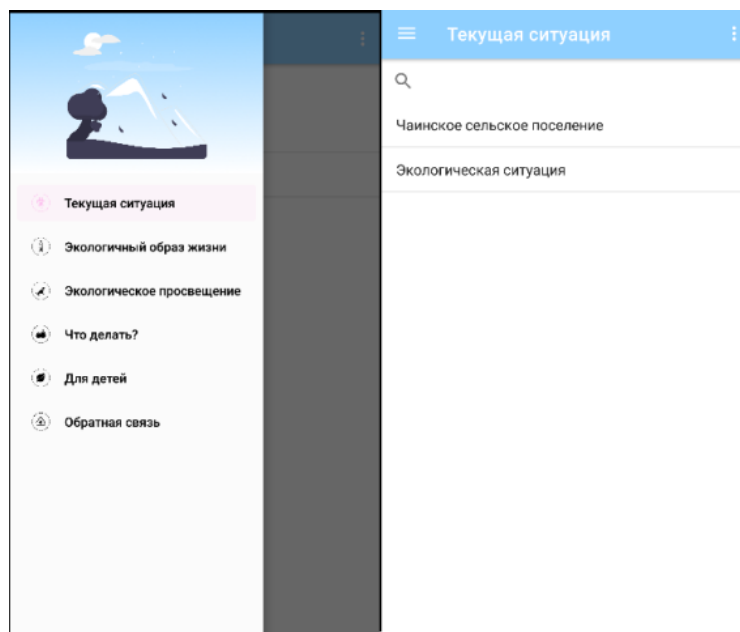 Текущая ситуация
Экологичный образ жизни
Экологическое просвещение
Что делать?
Для детей
Обратная связь
Текущая ситуация
Чаинское сельское поселение
Экологическая ситуация